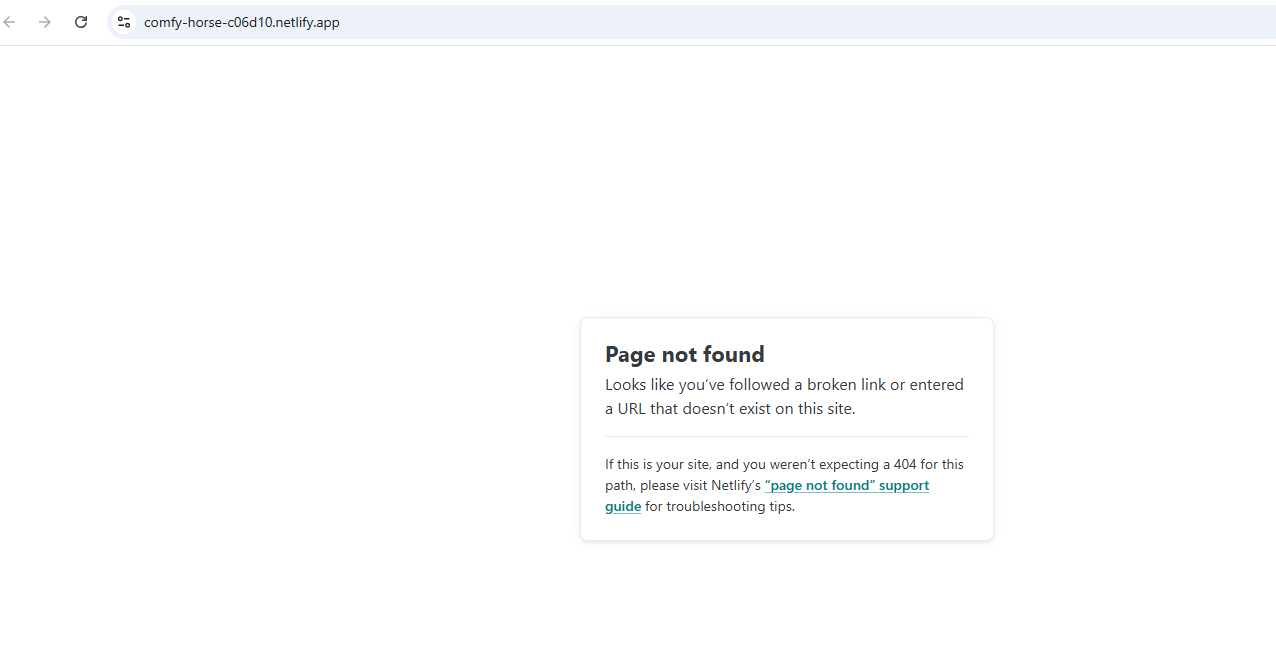 comfy-horse-c06d10.netlify.app
Page not found
Looks like you’ve followed a broken link or entered
a URL that doesn’t exist on this site.
If this is your site, and you weren’t expecting a 404 for this
path, please visit Netlify’s “page not found” support
guide for troubleshooting tips.